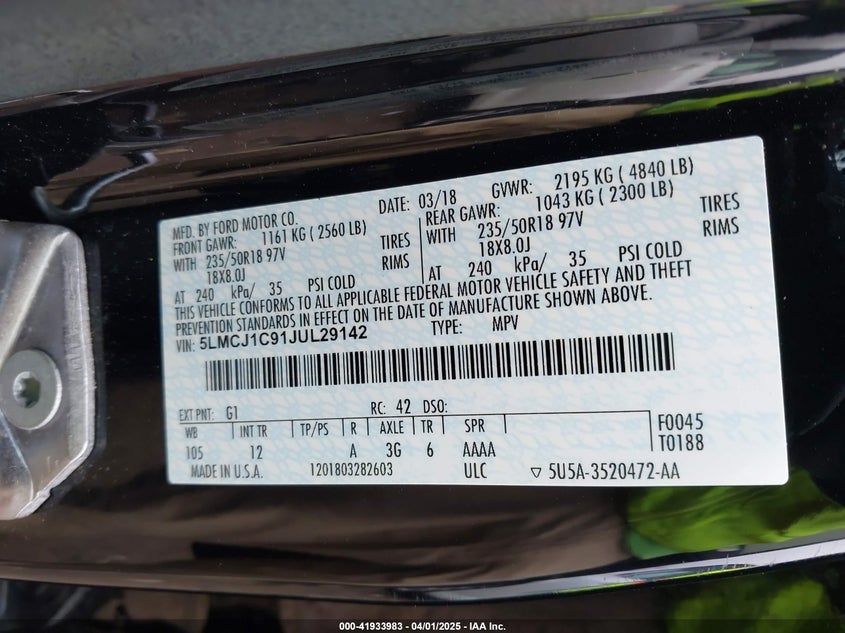 MFD. BY FORD MOTOR CO. DATE: 03/18 GVWR: 2195 KG ( 4840 LB)
FRONT GAWR: 1161 KG ( 2560 LB) REAR GAWR: 1043 KG ( 2300 LB)
WITH 235/50R18 97V TIRES WITH 235/50R18 97V TIRES
18X8.0J RIMS 18X8.0J RIMS
AT 240 kPa/ 35 PSI COLD AT 240 kPa/ 35 PSI COLD
THIS VEHICLE CONFORMS TO ALL APPLICABLE FEDERAL MOTOR VEHICLE SAFETY AND THEFT
PREVENTION STANDARDS IN EFFECT ON THE DATE OF MANUFACTURE SHOWN ABOVE.
VIN: 5LMCJ1C91JUL29142 TYPE: MPV
EXT PNT: G1 RC: 42 DSO: F0045
WB INT TR TP/PS R AXLE TR SPR T0188
105 12 A 3G 6 AAAA
MADE IN U.S.A. 1201803282603 ULC ▽ 5U5A-3520472-AA
000-41933983 - 04/01/2025 - IAA Inc.